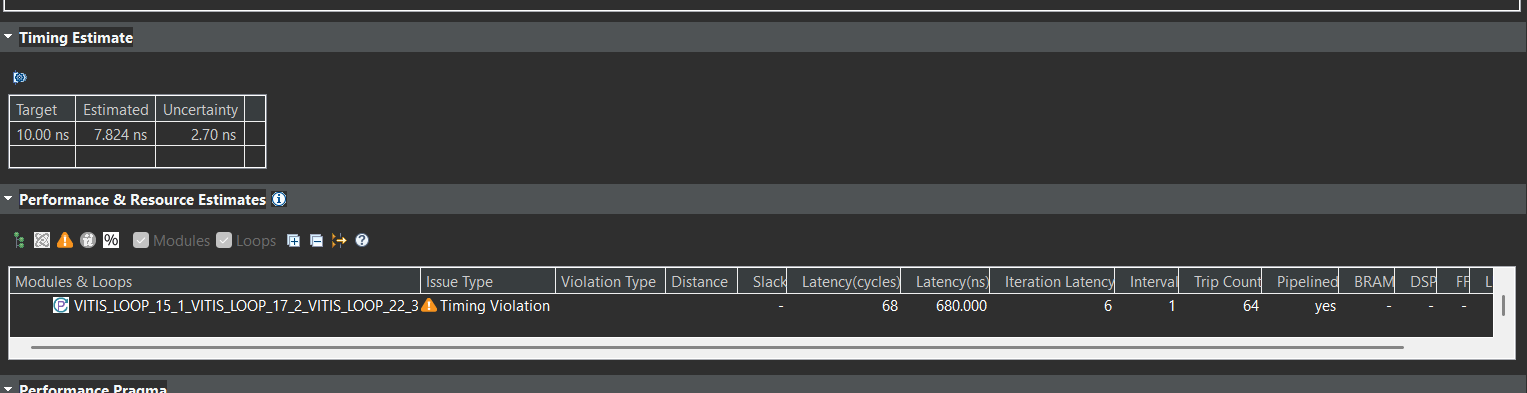 Timing Estimate
Target Estimated Uncertainty
10.00 ns 7.824 ns 2.70 ns
Performance & Resource Estimates
% Modules Loops
Modules & Loops Issue Type Violation Type Distance Slack Latency(cycles) Latency(ns) Iteration Latency Interval Trip Count Pipelined BRAM DSP FF L
VITIS_LOOP_15_1_VITIS_LOOP_17_2_VITIS_LOOP_22_3 Timing Violation - 68 680.000 6 1 64 yes - - -
Performance Pragma